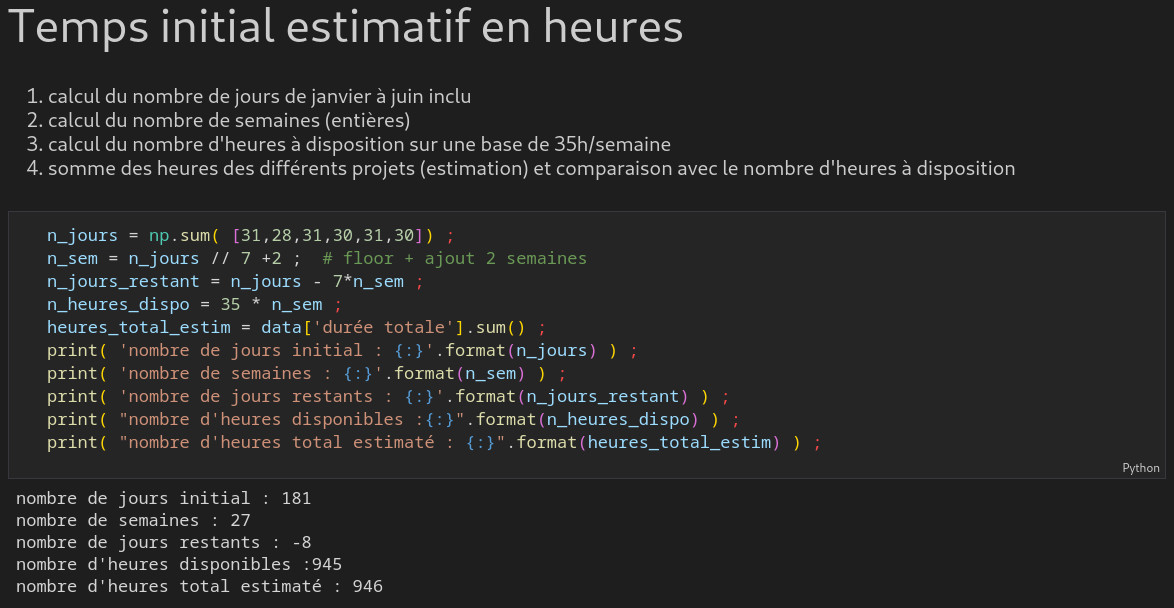 Temps initial estimatif en heures
1. calcul du nombre de jours de janvier à juin inclu
2. calcul du nombre de semaines (entières)
3. calcul du nombre d'heures à disposition sur une base de 35h/semaine
4. somme des heures des différents projets (estimation) et comparaison avec le nombre d'heures à disposition
n_jours = np.sum( [31,28,31,30,31,30]) ;
n_sem = n_jours // 7 +2 ;  # floor + ajout 2 semaines
n_jours_restant = n_jours - 7*n_sem ;
n_heures_dispo = 35 * n_sem ;
heures_total_estim = data['durée totale'].sum() ;
print( 'nombre de jours initial : {:}'.format(n_jours) ) ;
print( 'nombre de semaines : {:}'.format(n_sem) ) ;
print( 'nombre de jours restants : {:}'.format(n_jours_restant) ) ;
print( "nombre d'heures disponibles :{:}".format(n_heures_dispo) ) ;
print( "nombre d'heures total estimaté : {:}".format(heures_total_estim) ) ;
Python
nombre de jours initial : 181
nombre de semaines : 27
nombre de jours restants : -8
nombre d'heures disponibles :945
nombre d'heures total estimaté : 946